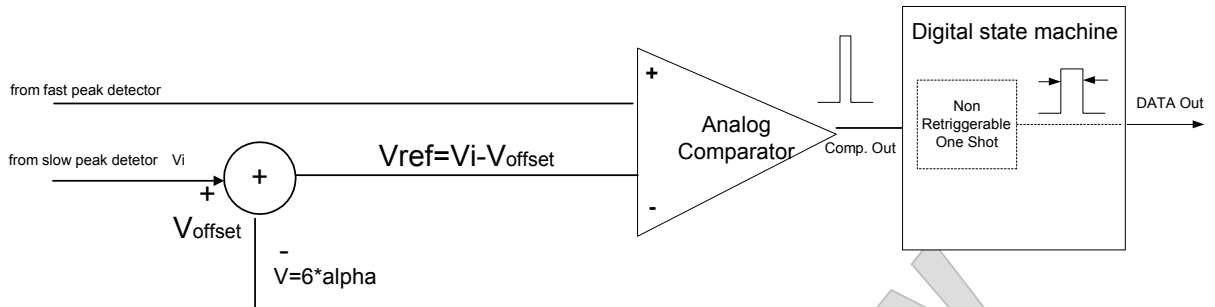 Digital state machine
from fast peak detector
+
Non
Retriggerable
One Shot
DATA Out
Analog
Comparator
Comp. Out
from slow peak detetor Vi
+
Vref=Vi-Voffset
+
Voffset
-
-
V=6*alpha